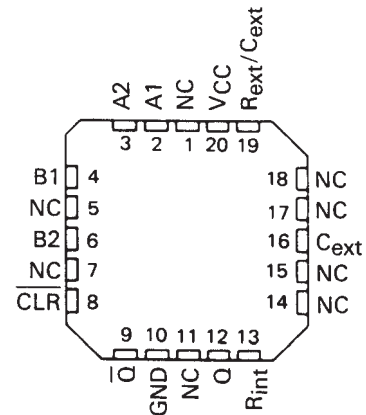 A2
A1
NC
VCC
Rext/Cext
3
2
1
20
19
B1 4
NC 5
B2 6
NC 7
CLR 8
18 NC
17 NC
16 Cext
15 NC
14 NC
9
10
11
12
13
Q
GND
NC
Q
Rint